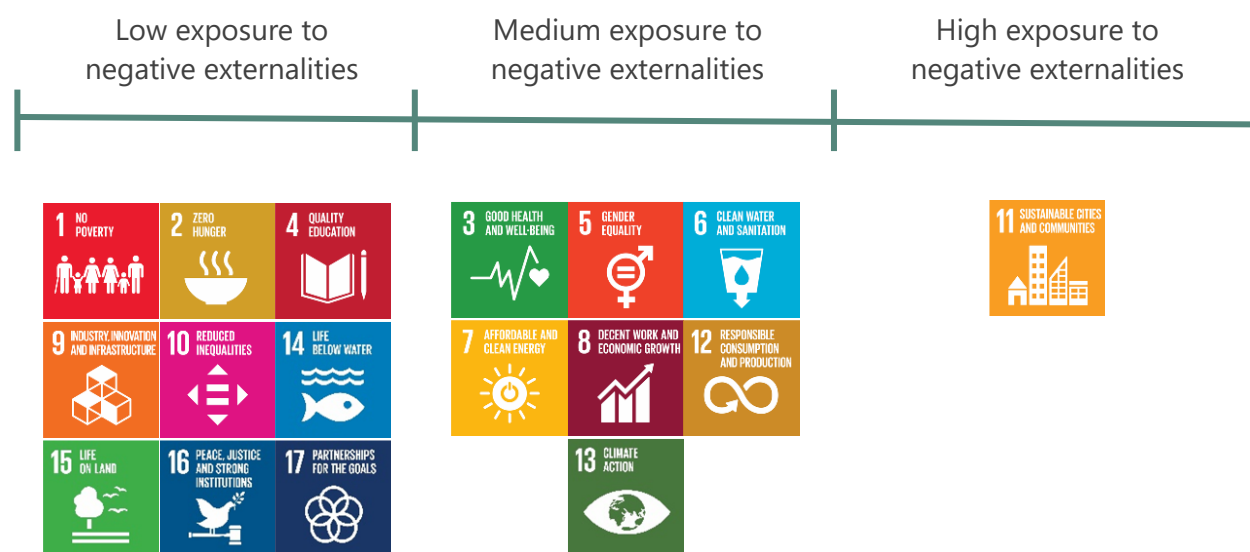 Low exposure to
negative externalities
Medium exposure to
negative externalities
High exposure to
negative externalities
1 NO
POVERTY
2 ZERO
HUNGER
4 QUALITY
EDUCATION
9 INDUSTRY, INNOVATION
AND INFRASTRUCTURE
10 REDUCED
INEQUALITIES
14 LIFE
BELOW WATER
15 LIFE
ON LAND
16 PEACE, JUSTICE
AND STRONG
INSTITUTIONS
17 PARTNERSHIPS
FOR THE GOALS
3 GOOD HEALTH
AND WELL-BEING
5 GENDER
EQUALITY
6 CLEAN WATER
AND SANITATION
7 AFFORDABLE AND
CLEAN ENERGY
8 DECENT WORK AND
ECONOMIC GROWTH
12 RESPONSIBLE
CONSUMPTION
AND PRODUCTION
13 CLIMATE
ACTION
11 SUSTAINABLE CITIES
AND COMMUNITIES